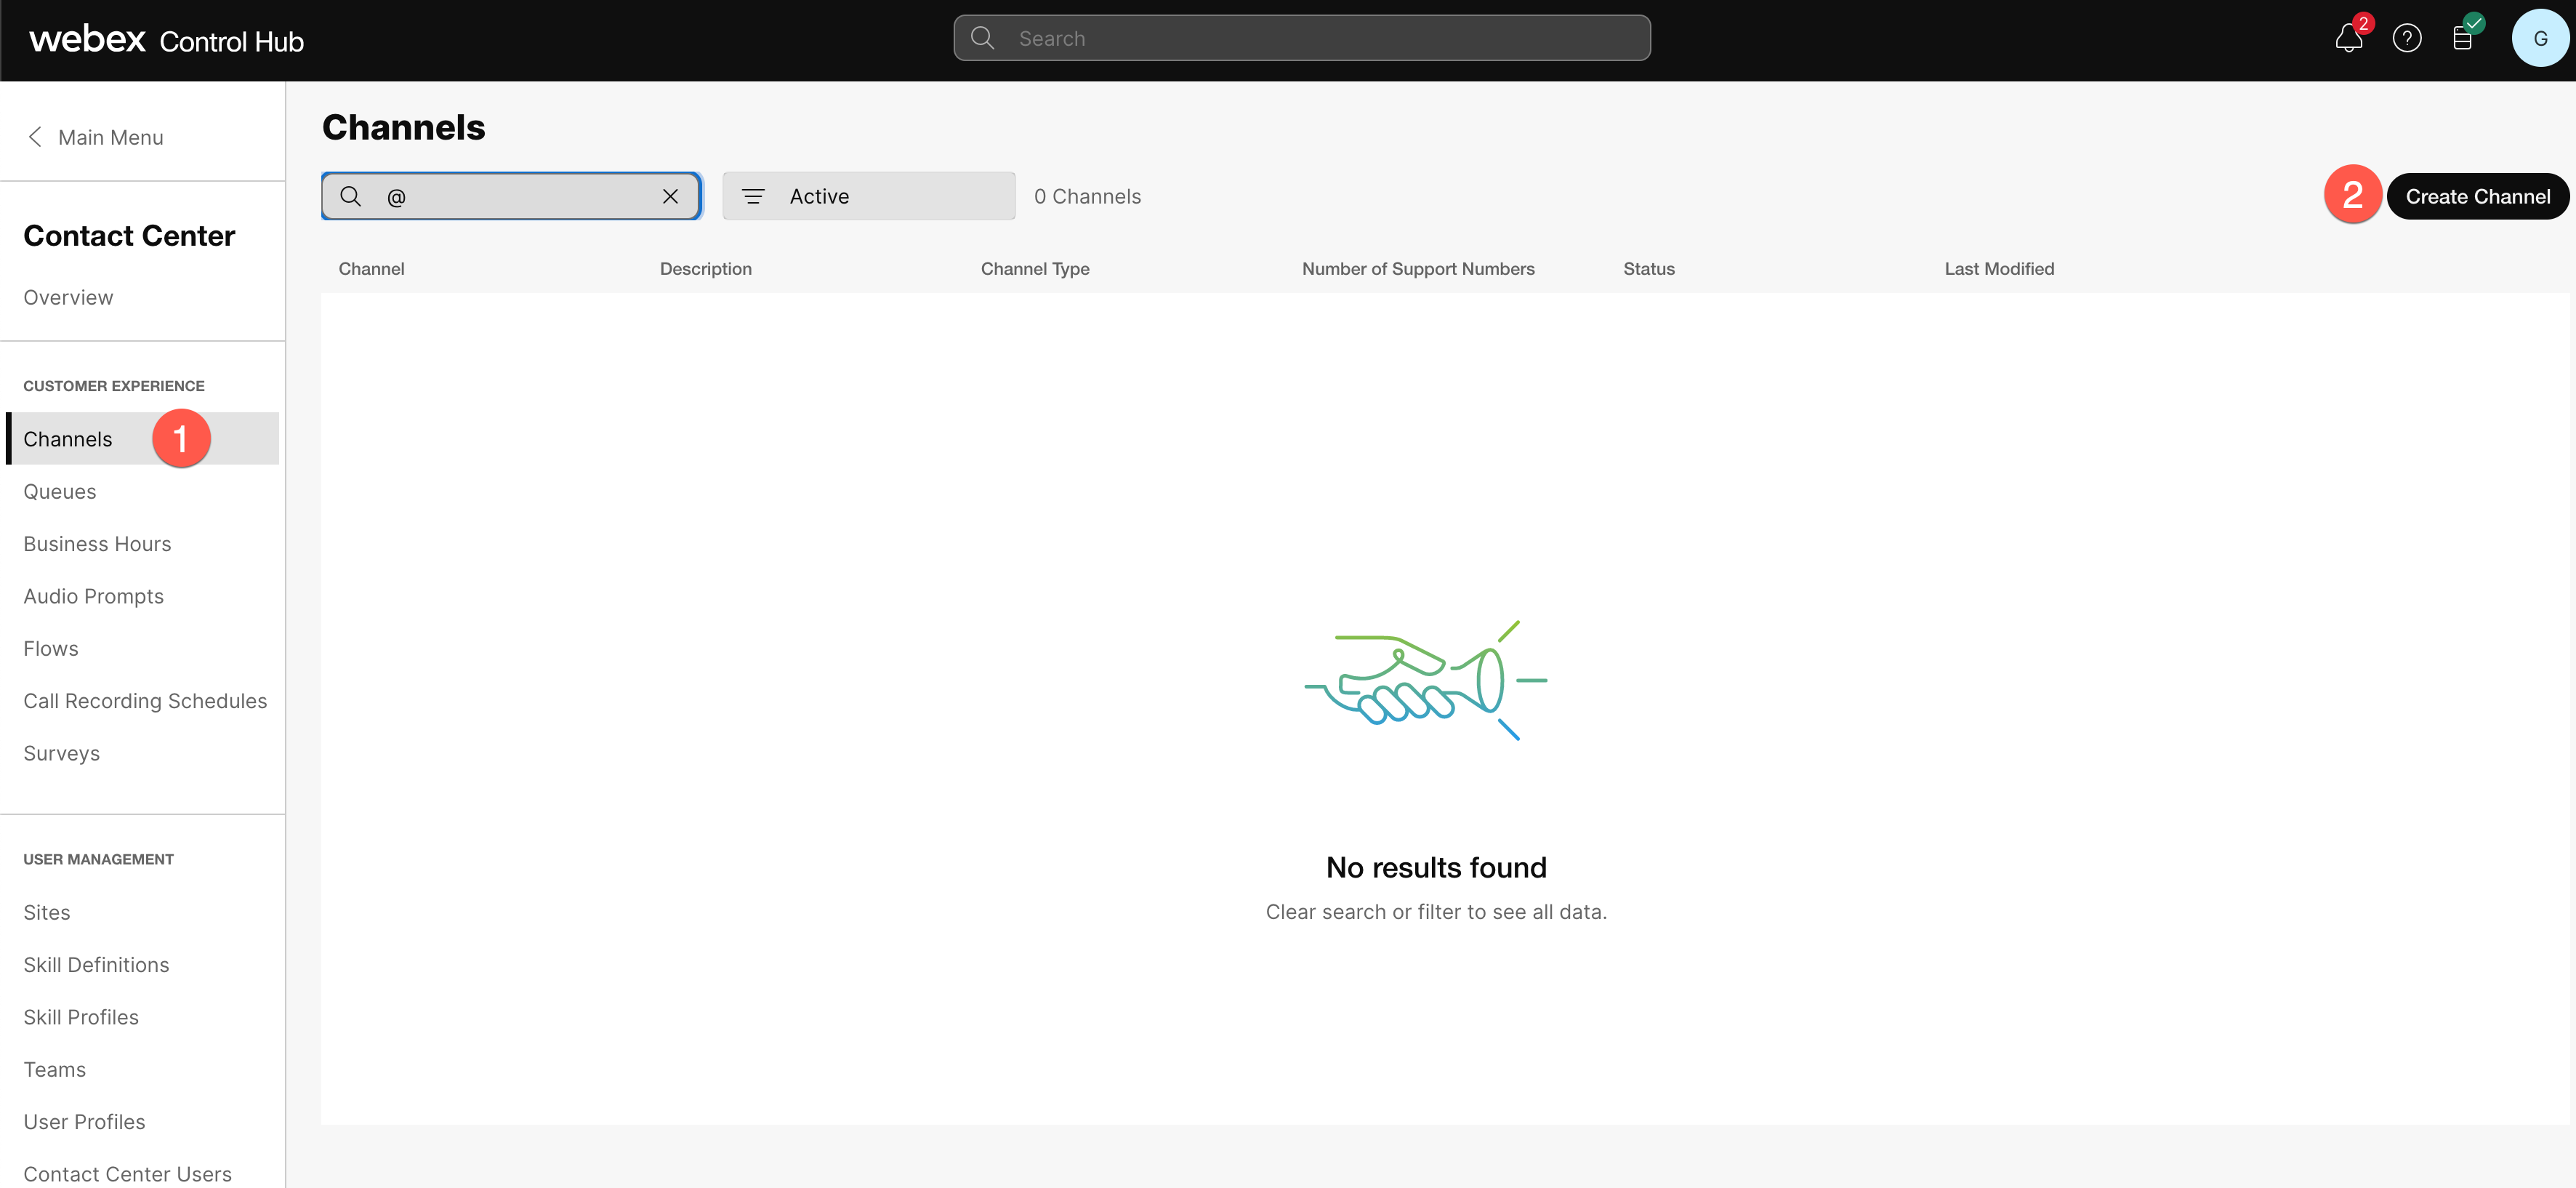 webex Control Hub
Search
2
?
G
Main Menu
Contact Center
Overview
CUSTOMER EXPERIENCE
Channels
1
Queues
Business Hours
Audio Prompts
Flows
Call Recording Schedules
Surveys
USER MANAGEMENT
Sites
Skill Definitions
Skill Profiles
Teams
User Profiles
Contact Center Users
Channels
@
Active
0 Channels
2
Create Channel
Channel Description Channel Type Number of Support Numbers Status Last Modified
No results found
Clear search or filter to see all data.